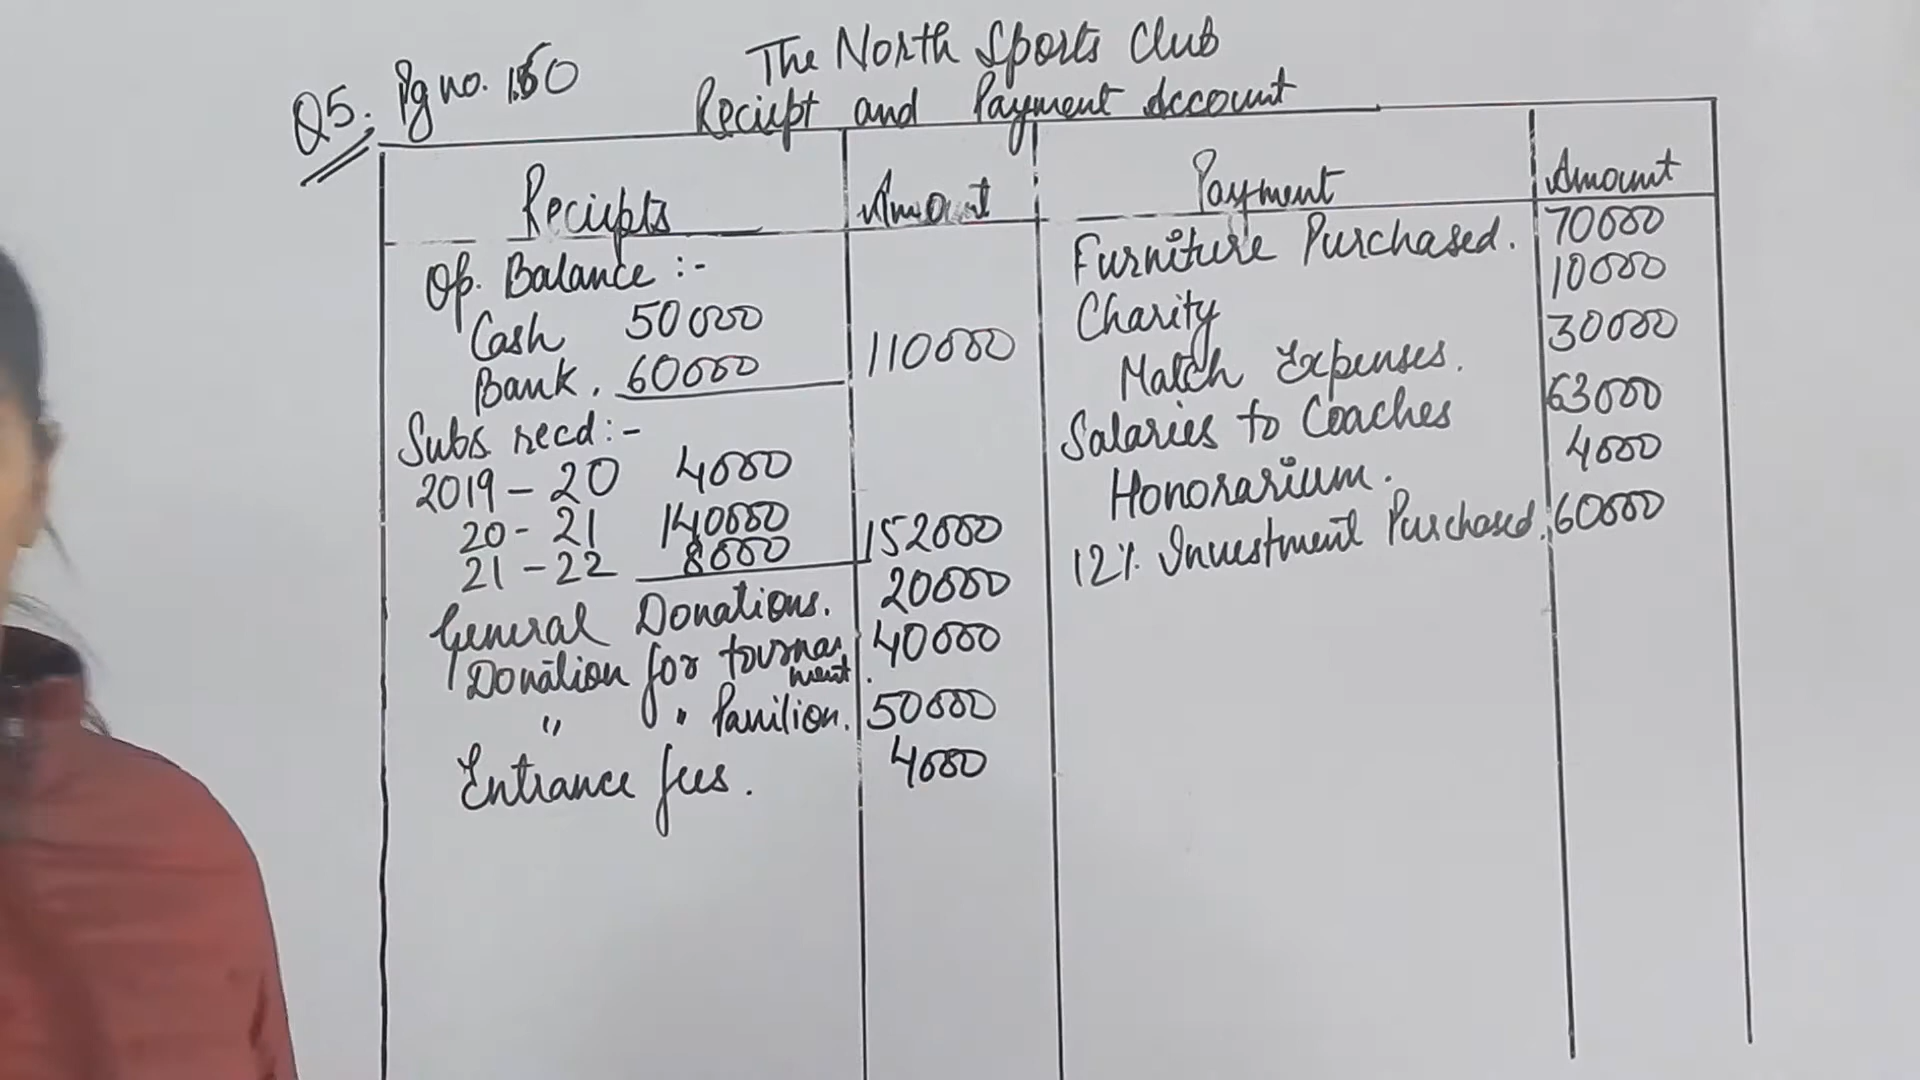 Q5. Pg no. 160
The North Sports Club
Reciept and Payment Account
Reciepts Amount Payment Amount
Op. Balance :-
Cash 50000
Bank. 60000 110000
Subs recd :-
2019 - 20 4000
20 - 21 140000
21 - 22 8000 152000
General Donations. 20000
Donation for tournament. 40000
" " Pavilion. 50000
Entrance fees. 4000
Furniture Purchased. 70000
Charity 10000
Match Expenses. 30000
Salaries to Coaches 63000
Honorarium. 4000
12% Investment Purchased. 60000